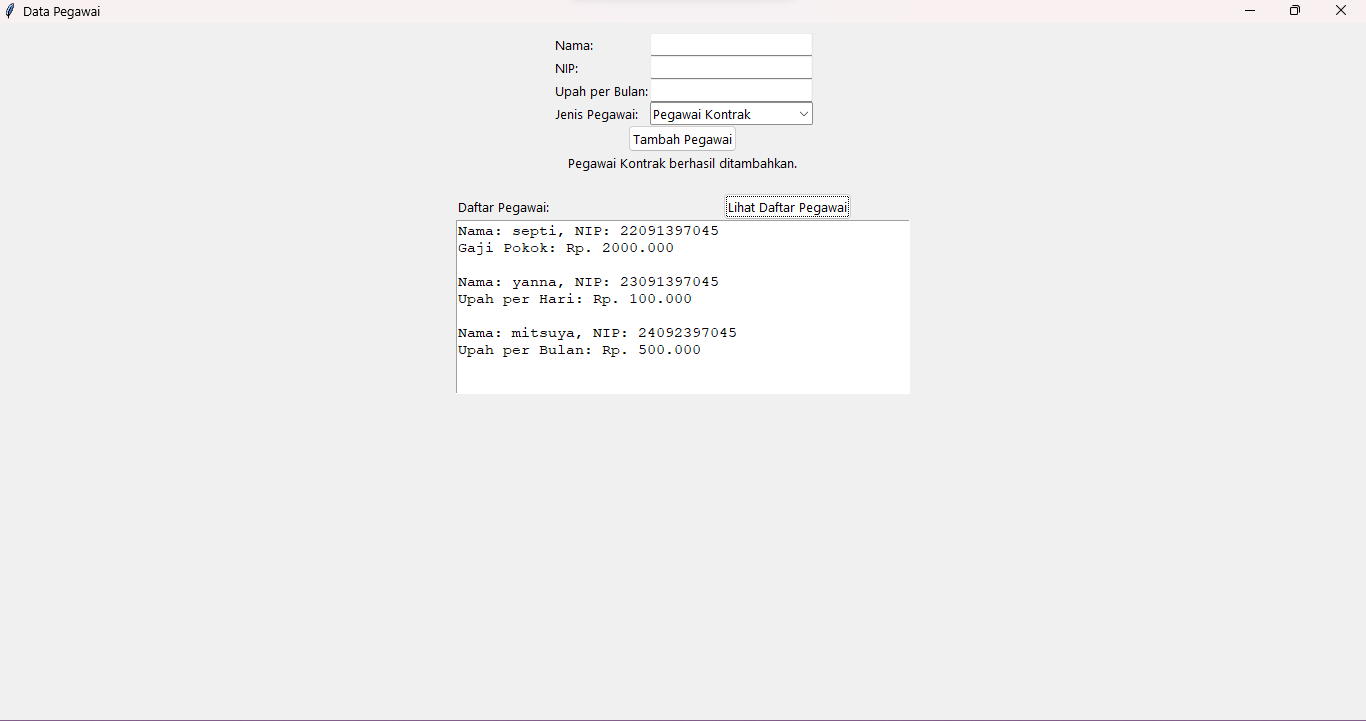 Data Pegawai
Nama:
NIP:
Upah per Bulan:
Jenis Pegawai: Pegawai Kontrak
Tambah Pegawai
Pegawai Kontrak berhasil ditambahkan.
Daftar Pegawai: Lihat Daftar Pegawai
Nama: septi, NIP: 22091397045
Gaji Pokok: Rp. 2000.000
Nama: yanna, NIP: 23091397045
Upah per Hari: Rp. 100.000
Nama: mitsuya, NIP: 24092397045
Upah per Bulan: Rp. 500.000